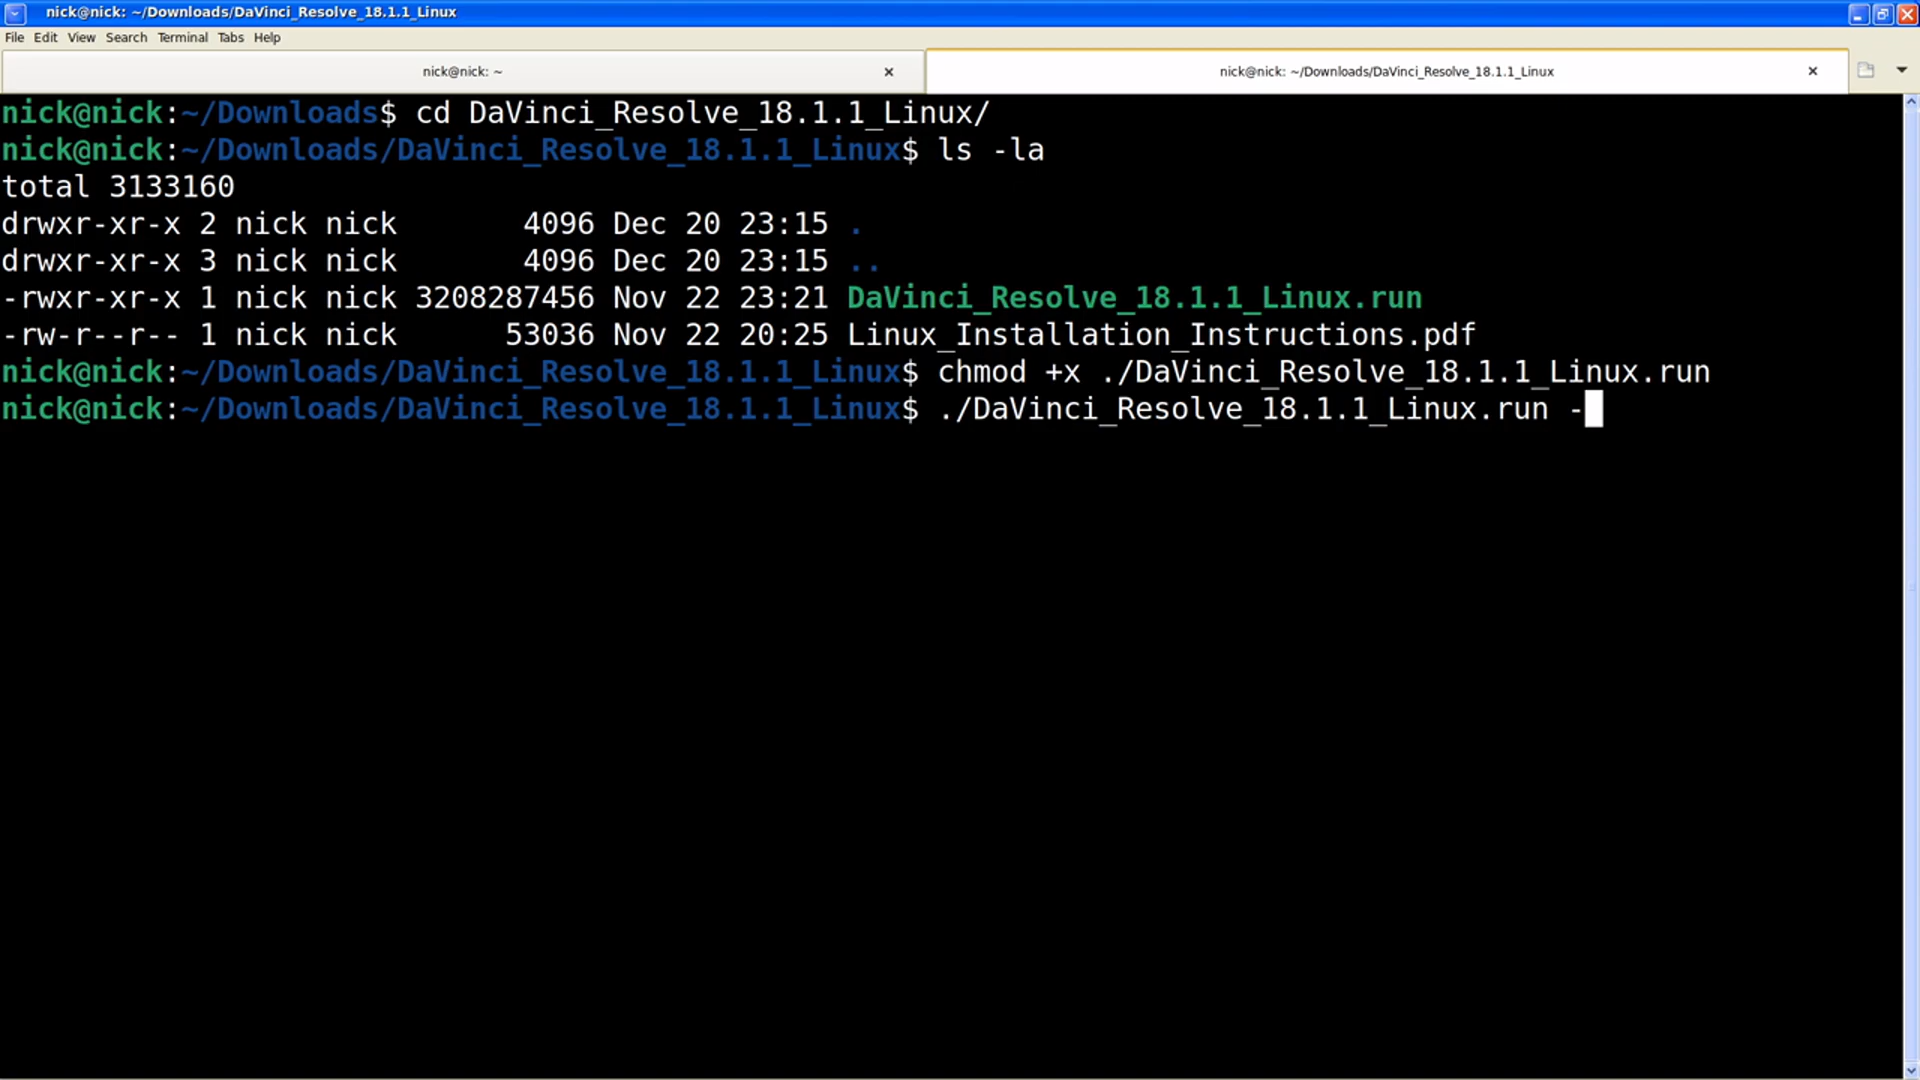 nick@nick: ~/Downloads/DaVinci_Resolve_18.1.1_Linux
File Edit View Search Terminal Tabs Help
nick@nick: ~ nick@nick: ~/Downloads/DaVinci_Resolve_18.1.1_Linux
nick@nick:~/Downloads$ cd DaVinci_Resolve_18.1.1_Linux/
nick@nick:~/Downloads/DaVinci_Resolve_18.1.1_Linux$ ls -la
total 3133160
drwxr-xr-x 2 nick nick       4096 Dec 20 23:15 .
drwxr-xr-x 3 nick nick       4096 Dec 20 23:15 ..
-rwxr-xr-x 1 nick nick 3208287456 Nov 22 23:21 DaVinci_Resolve_18.1.1_Linux.run
-rw-r--r-- 1 nick nick      53036 Nov 22 20:25 Linux_Installation_Instructions.pdf
nick@nick:~/Downloads/DaVinci_Resolve_18.1.1_Linux$ chmod +x ./DaVinci_Resolve_18.1.1_Linux.run
nick@nick:~/Downloads/DaVinci_Resolve_18.1.1_Linux$ ./DaVinci_Resolve_18.1.1_Linux.run -